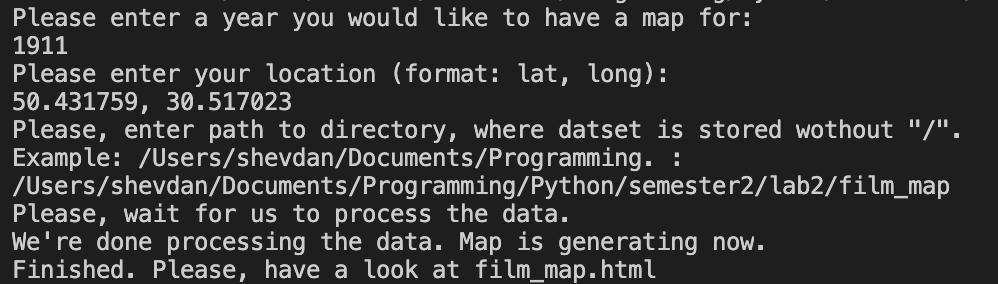 Please enter a year you would like to have a map for:
1911
Please enter your location (format: lat, long):
50.431759, 30.517023
Please, enter path to directory, where datset is stored wothout "/".
Example: /Users/shevdan/Documents/Programming. :
/Users/shevdan/Documents/Programming/Python/semester2/lab2/film_map
Please, wait for us to process the data.
We're done processing the data. Map is generating now.
Finished. Please, have a look at film_map.html